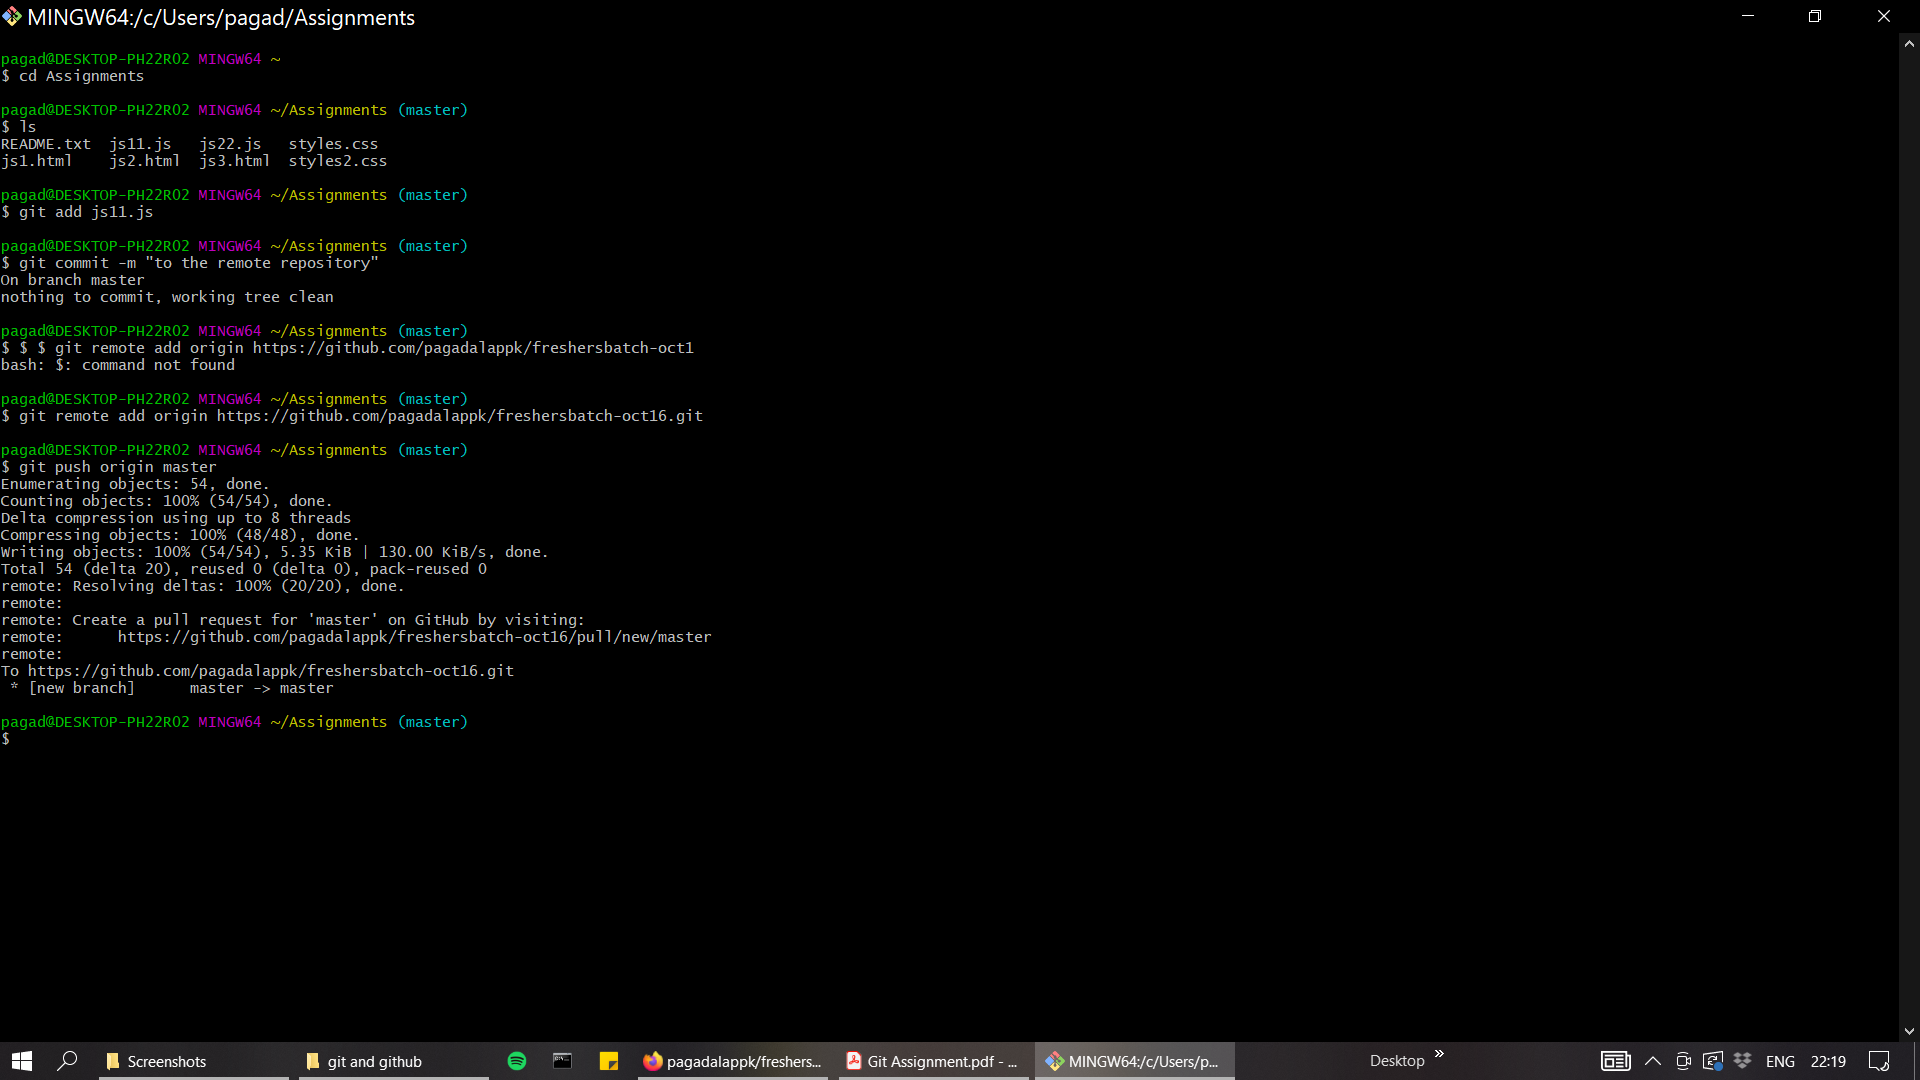 MINGW64:/c/Users/pagad/Assignments
pagad@DESKTOP-PH22RO2 MINGW64 ~
$ cd Assignments
pagad@DESKTOP-PH22RO2 MINGW64 ~/Assignments (master)
$ ls
README.txt  js11.js   js22.js   styles.css
js1.html    js2.html  js3.html  styles2.css
pagad@DESKTOP-PH22RO2 MINGW64 ~/Assignments (master)
$ git add js11.js
pagad@DESKTOP-PH22RO2 MINGW64 ~/Assignments (master)
$ git commit -m "to the remote repository"
On branch master
nothing to commit, working tree clean
pagad@DESKTOP-PH22RO2 MINGW64 ~/Assignments (master)
$ $ $ git remote add origin https://github.com/pagadalappk/freshersbatch-oct1
bash: $: command not found
pagad@DESKTOP-PH22RO2 MINGW64 ~/Assignments (master)
$ git remote add origin https://github.com/pagadalappk/freshersbatch-oct16.git
pagad@DESKTOP-PH22RO2 MINGW64 ~/Assignments (master)
$ git push origin master
Enumerating objects: 54, done.
Counting objects: 100% (54/54), done.
Delta compression using up to 8 threads
Compressing objects: 100% (48/48), done.
Writing objects: 100% (54/54), 5.35 KiB | 130.00 KiB/s, done.
Total 54 (delta 20), reused 0 (delta 0), pack-reused 0
remote: Resolving deltas: 100% (20/20), done.
remote:
remote: Create a pull request for 'master' on GitHub by visiting:
remote:      https://github.com/pagadalappk/freshersbatch-oct16/pull/new/master
remote:
To https://github.com/pagadalappk/freshersbatch-oct16.git
 * [new branch]      master -> master
pagad@DESKTOP-PH22RO2 MINGW64 ~/Assignments (master)
$
Screenshots
git and github
pagadalappk/freshers...
Git Assignment.pdf - ...
MINGW64:/c/Users/p...
Desktop
ENG
22:19